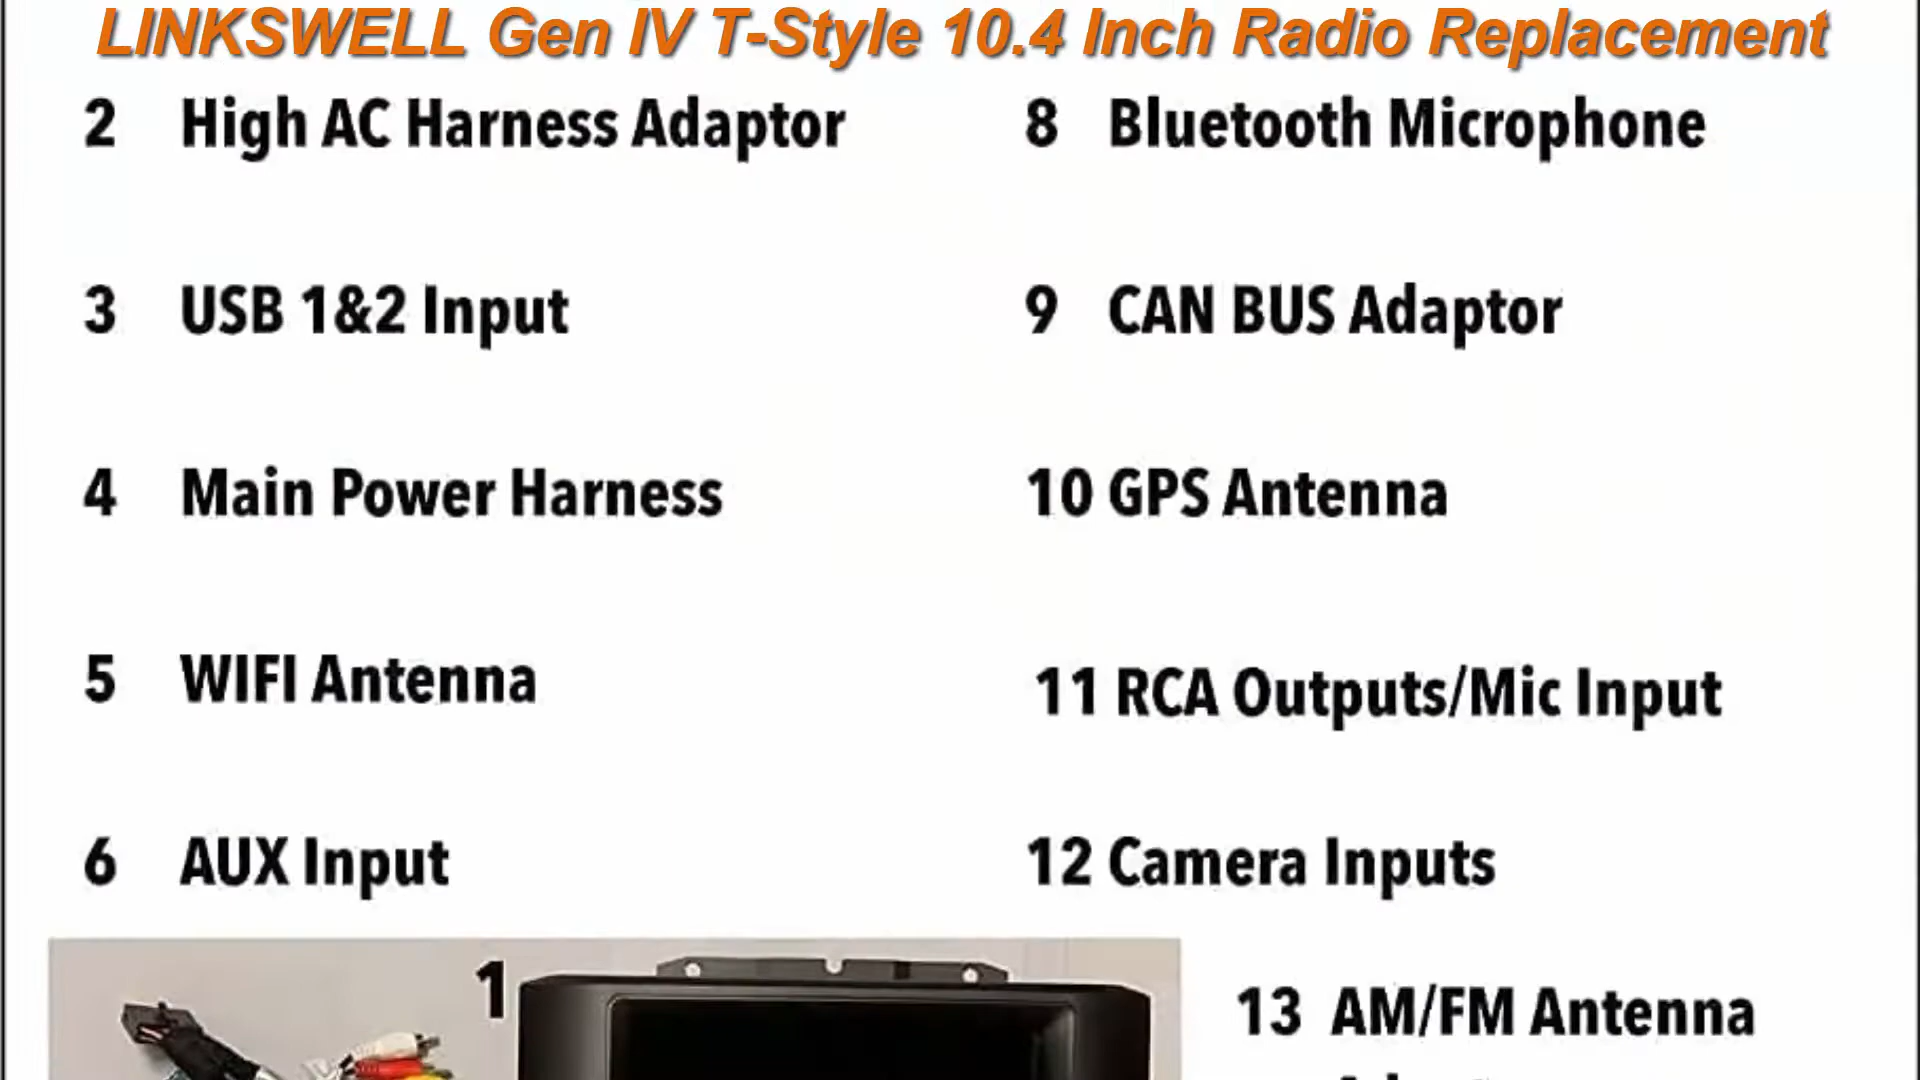 LINKSWELL Gen IV T-Style 10.4 Inch Radio Replacement
2 High AC Harness Adaptor
8 Bluetooth Microphone
3 USB 1&2 Input
9 CAN BUS Adaptor
4 Main Power Harness
10 GPS Antenna
5 WIFI Antenna
11 RCA Outputs/Mic Input
6 AUX Input
12 Camera Inputs
1
13 AM/FM Antenna